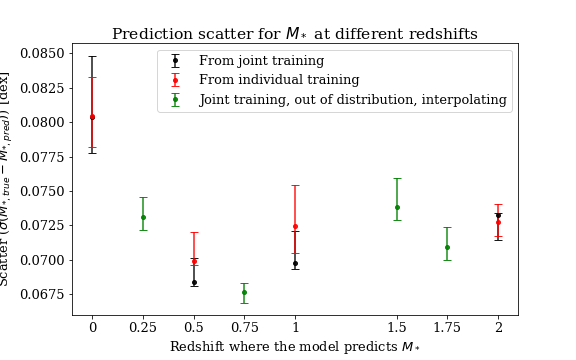 Prediction scatter for M* at different redshifts
From joint training
From individual training
Joint training, out of distribution, interpolating
Scatter (σ(M*,true − M*,pred)) [dex]
0.0850
0.0825
0.0800
0.0775
0.0750
0.0725
0.0700
0.0675
0 0.25 0.5 0.75 1 1.5 1.75 2
Redshift where the model predicts M*